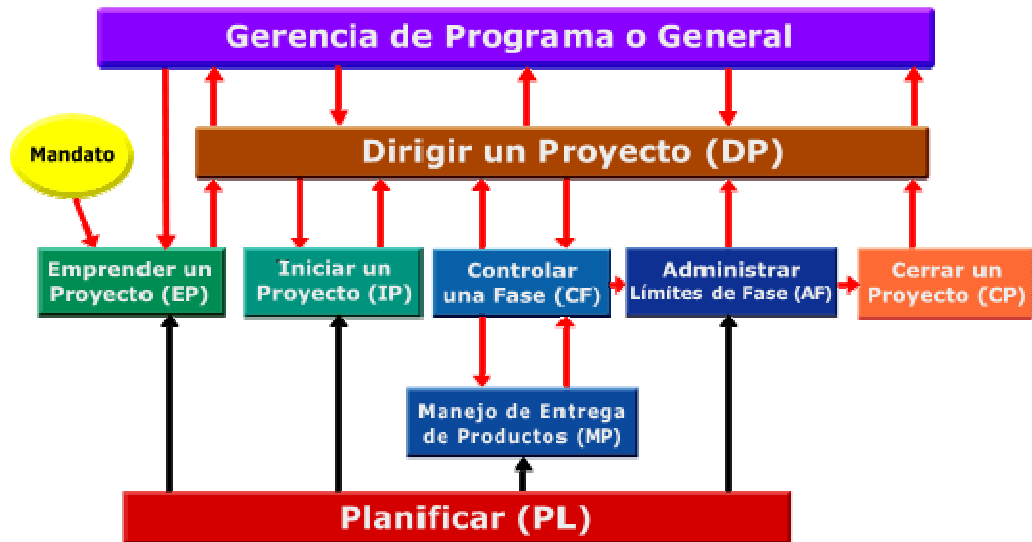 Gerencia de Programa o General
Dirigir un Proyecto (DP)
Mandato
Emprender un
Proyecto (EP)
Iniciar un
Proyecto (IP)
Controlar
una Fase (CF)
Administrar
Límites de Fase (AF)
Cerrar un
Proyecto (CP)
Manejo de Entrega
de Productos (MP)
Planificar (PL)